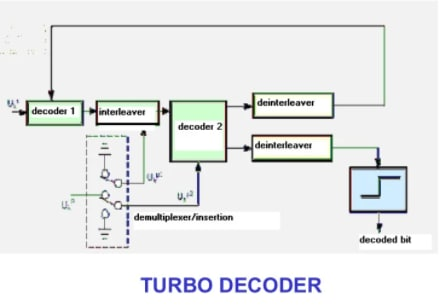 deinterleaver
decoder 1
interleaver
decoder 2
deinterleaver
demultiplexer/insertion
decoded bit
TURBO DECODER